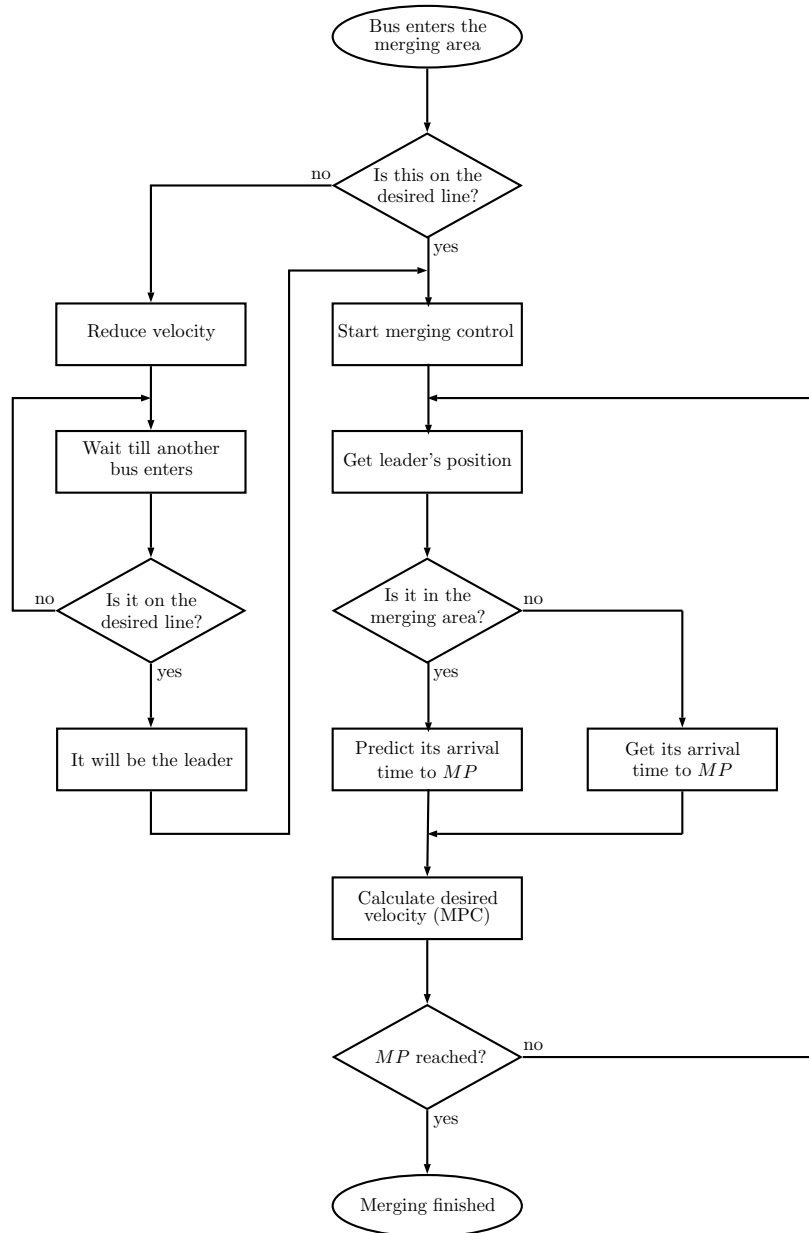 Bus enters the
merging area
Is this on the
desired line?
no
yes
Reduce velocity
Start merging control
Wait till another
bus enters
Get leader's position
Is it on the
desired line?
no
yes
Is it in the
merging area?
no
yes
It will be the leader
Predict its arrival
time to MP
Get its arrival
time to MP
Calculate desired
velocity (MPC)
MP reached?
no
yes
Merging finished